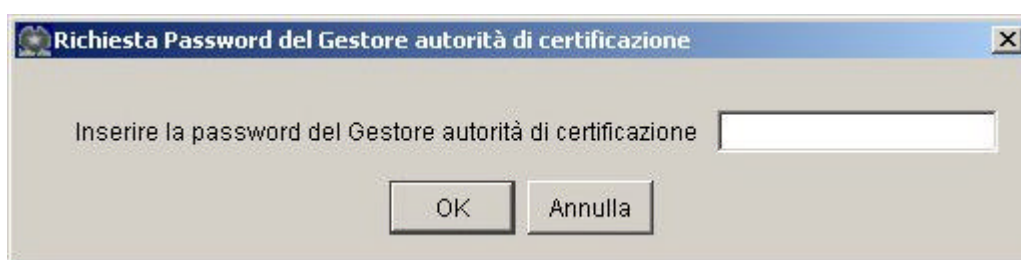 Richiesta Password del Gestore autorità di certificazione
Inserire la password del Gestore autorità di certificazione
OK Annulla